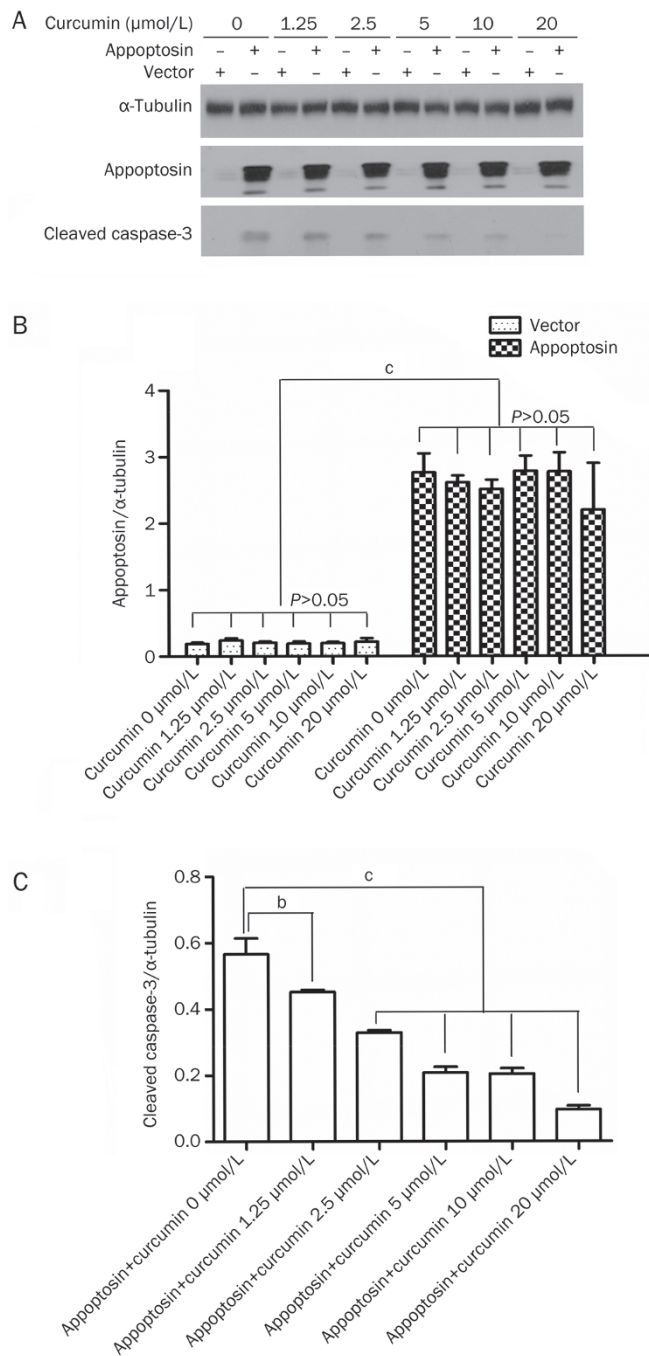 A
Curcumin (μmol/L) 0 1.25 2.5 5 10 20
Appoptosin – + – + – + – + – + – +
Vector + – + – + – + – + – + –
α-Tubulin
Appoptosin
Cleaved caspase-3
B
Vector
Appoptosin
c
P>0.05
P>0.05
Appoptosin/α-tubulin
4
3
2
1
0
Curcumin 0 μmol/L
Curcumin 1.25 μmol/L
Curcumin 2.5 μmol/L
Curcumin 5 μmol/L
Curcumin 10 μmol/L
Curcumin 20 μmol/L
Curcumin 0 μmol/L
Curcumin 1.25 μmol/L
Curcumin 2.5 μmol/L
Curcumin 5 μmol/L
Curcumin 10 μmol/L
Curcumin 20 μmol/L
C
c
b
Cleaved caspase-3/α-tubulin
0.8
0.6
0.4
0.2
0.0
Appoptosin+curcumin 0 μmol/L
Appoptosin+curcumin 1.25 μmol/L
Appoptosin+curcumin 2.5 μmol/L
Appoptosin+curcumin 5 μmol/L
Appoptosin+curcumin 10 μmol/L
Appoptosin+curcumin 20 μmol/L